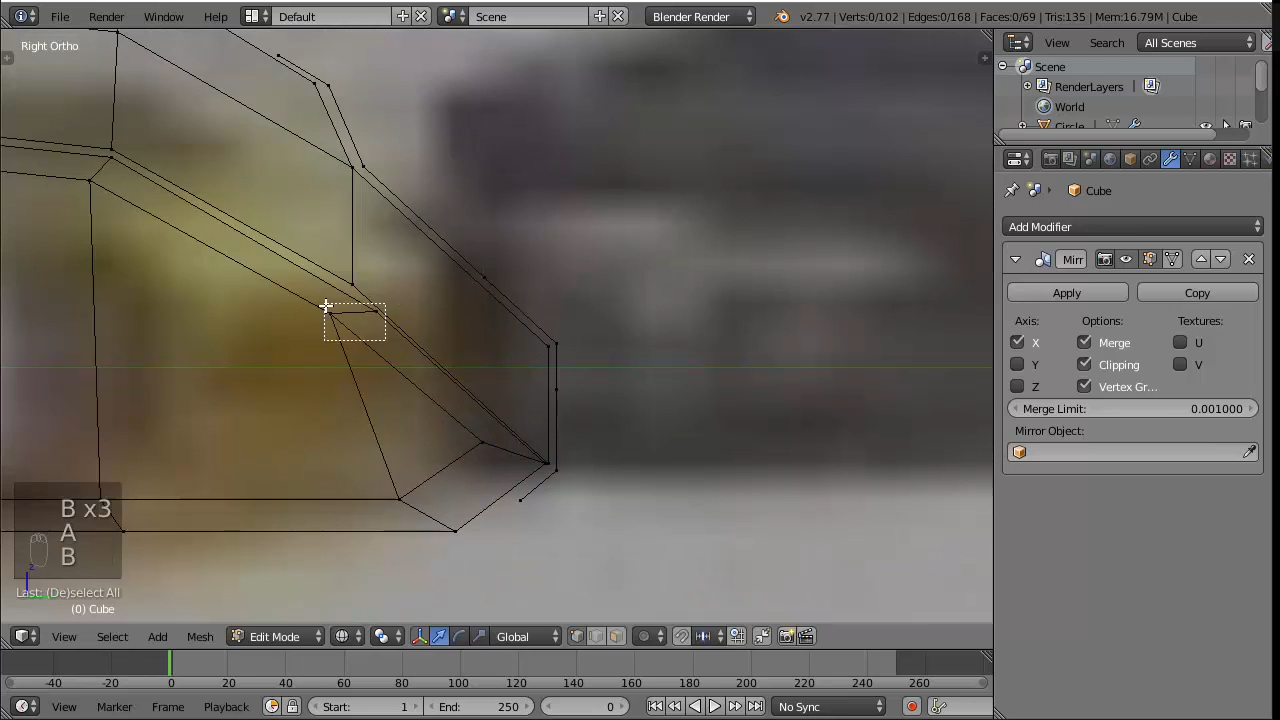 File Render Window Help Default Scene Blender Render v2.77 | Verts:0/102 | Edges:0/168 | Faces:0/69 | Tris:135 | Mem:16.79M | Cube
Right Ortho
View Search All Scenes
Scene
RenderLayers
World
Circle
Cube
Add Modifier
Mirr
Apply Copy
Axis: Options: Textures:
X Merge U
Y Clipping V
Z Vertex Gr...
Merge Limit: 0.001000
Mirror Object:
B x3
A
B
z
Last: (De)select All
(0) Cube
View Select Add Mesh Edit Mode Global
-40 -20 0 20 40 60 80 100 120 140 160 180 200 220 240 260
View Marker Frame Playback Start: 1 End: 250 0 No Sync